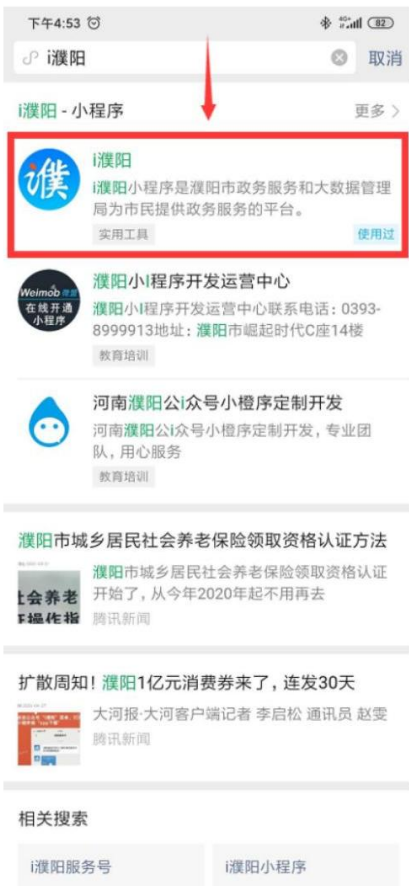 下午4:53
82
i濮阳
取消
i濮阳 - 小程序
更多
濮
i濮阳
i濮阳小程序是濮阳市政务服务和大数据管理
局为市民提供政务服务的平台。
实用工具
使用过
Weimob 微盟
在线开通
小程序
濮阳小I程序开发运营中心
濮阳小I程序开发运营中心联系电话：0393-
8999913地址：濮阳市崛起时代C座14楼
教育培训
河南濮阳公i众号小橙序定制开发
河南濮阳公i众号小橙序定制开发，专业团
队，用心服务
教育培训
濮阳市城乡居民社会养老保险领取资格认证方法
社会养老
濮阳市城乡居民社会养老保险领取资格认证
开始了，从今年2020年起不用再去
腾讯新闻
扩散周知！濮阳1亿元消费券来了，连发30天
大河报·大河客户端记者 李启松 通讯员 赵雯
腾讯新闻
相关搜索
i濮阳服务号
i濮阳小程序